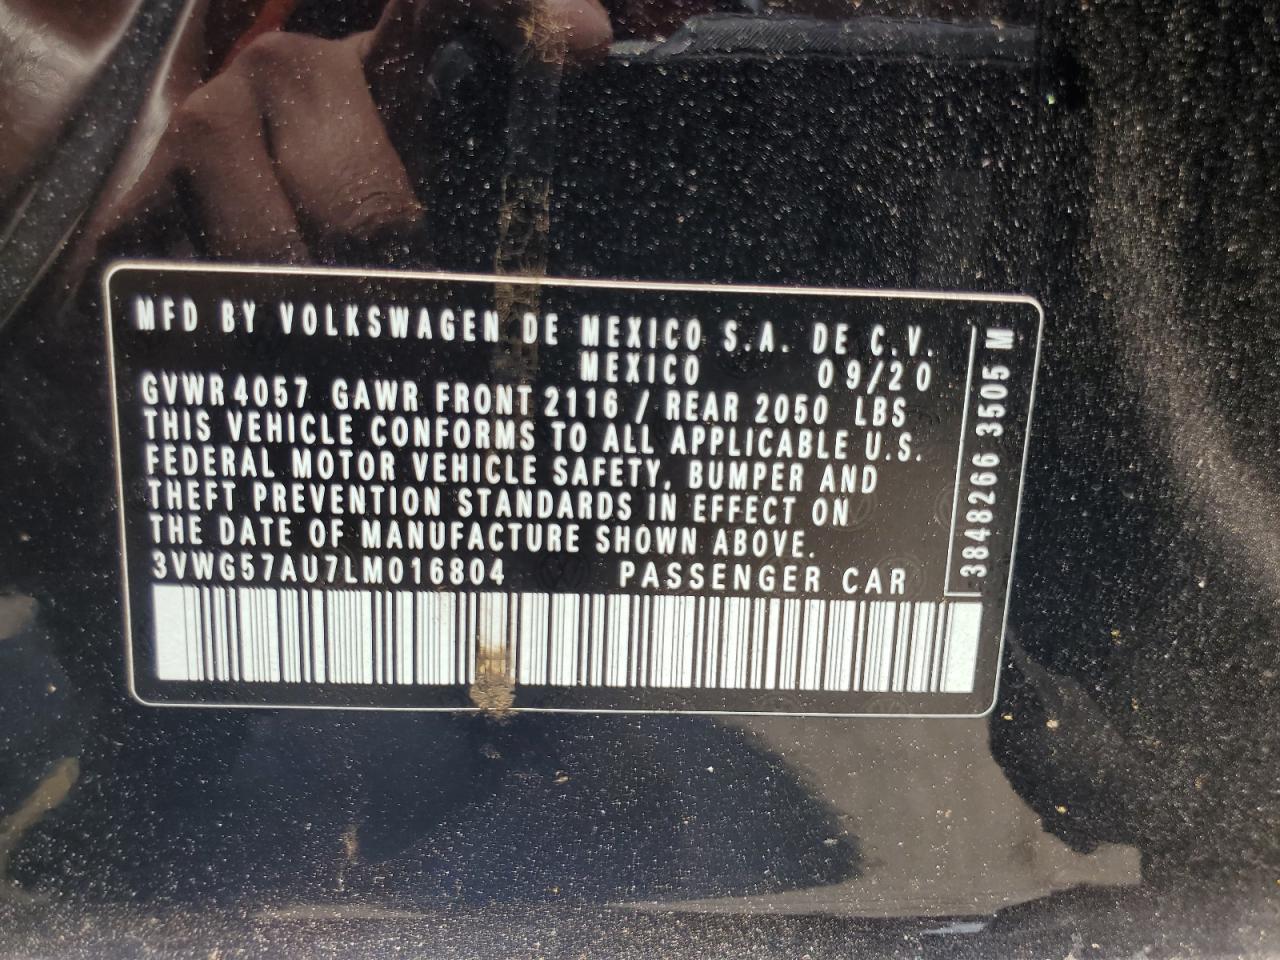 MFD BY VOLKSWAGEN DE MEXICO S.A. DE C.V.
MEXICO 09/20
GVWR 4057 GAWR FRONT 2116 / REAR 2050 LBS
THIS VEHICLE CONFORMS TO ALL APPLICABLE U.S.
FEDERAL MOTOR VEHICLE SAFETY, BUMPER AND
THEFT PREVENTION STANDARDS IN EFFECT ON
THE DATE OF MANUFACTURE SHOWN ABOVE.
3VWG57AU7LM016804 PASSENGER CAR
3848266 3505 M